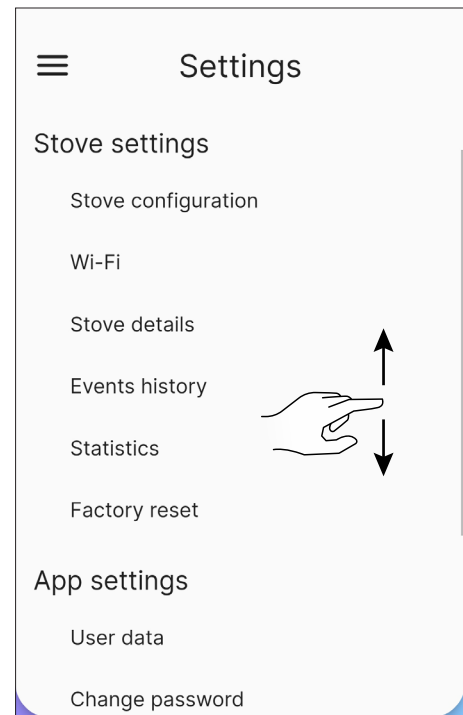 Settings
Stove settings
Stove configuration
Wi-Fi
Stove details
Events history
Statistics
Factory reset
App settings
User data
Change password